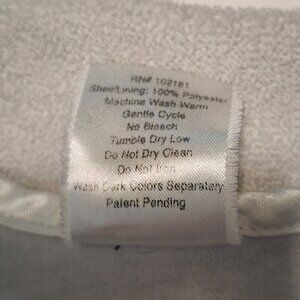 RN# 102151
Shell/Lining: 100% Polyester
Machine Wash Warm
Gentle Cycle
No Bleach
Tumble Dry Low
Do Not Dry Clean
Do Not Iron
Wash Dark Colors Separately
Patent Pending